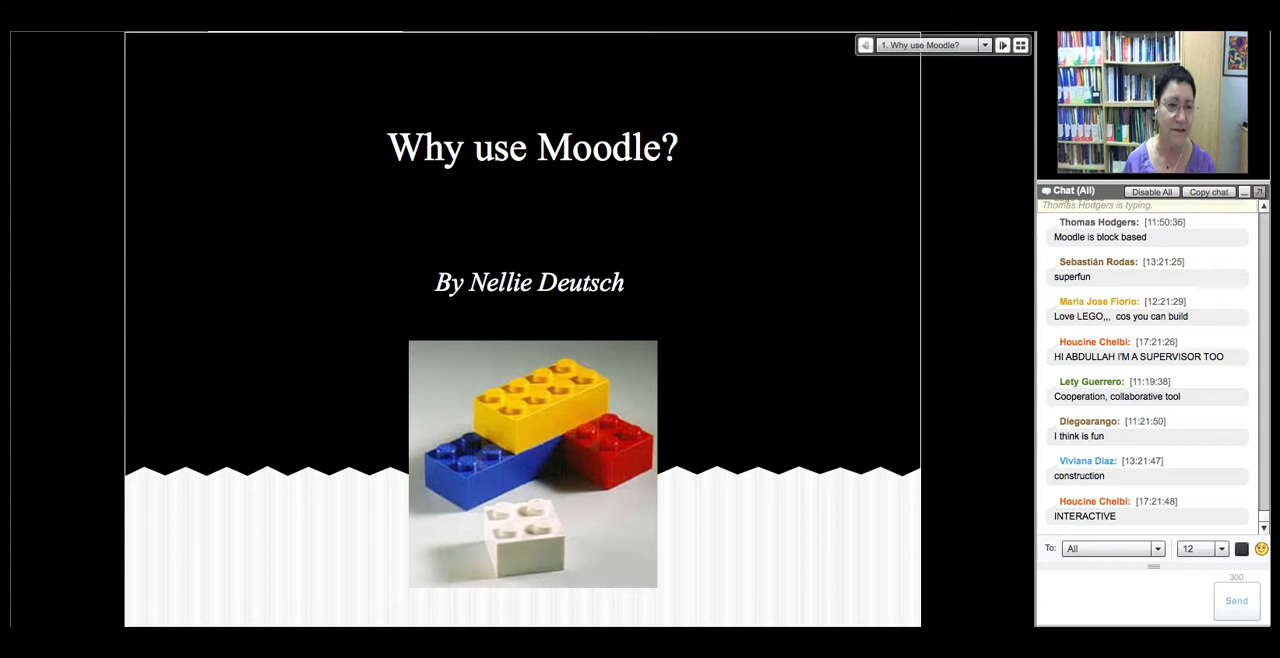 1. Why use Moodle?
Why use Moodle?
By Nellie Deutsch
Chat (All)
Disable All
Copy chat
Thomas Hodgers is typing.
Thomas Hodgers: [11:50:36]
Moodle is block based
Sebastián Rodas: [13:21:25]
superfun
Maria Jose Fiorio: [12:21:29]
Love LEGO,,, cos you can build
Houcine Chelbi: [17:21:26]
HI ABDULLAH I'M A SUPERVISOR TOO
Lety Guerrero: [11:19:38]
Cooperation, collaborative tool
Diegoarango: [11:21:50]
I think is fun
Viviana Diaz: [13:21:47]
construction
Houcine Chelbi: [17:21:48]
INTERACTIVE
To: All 12
300
Send